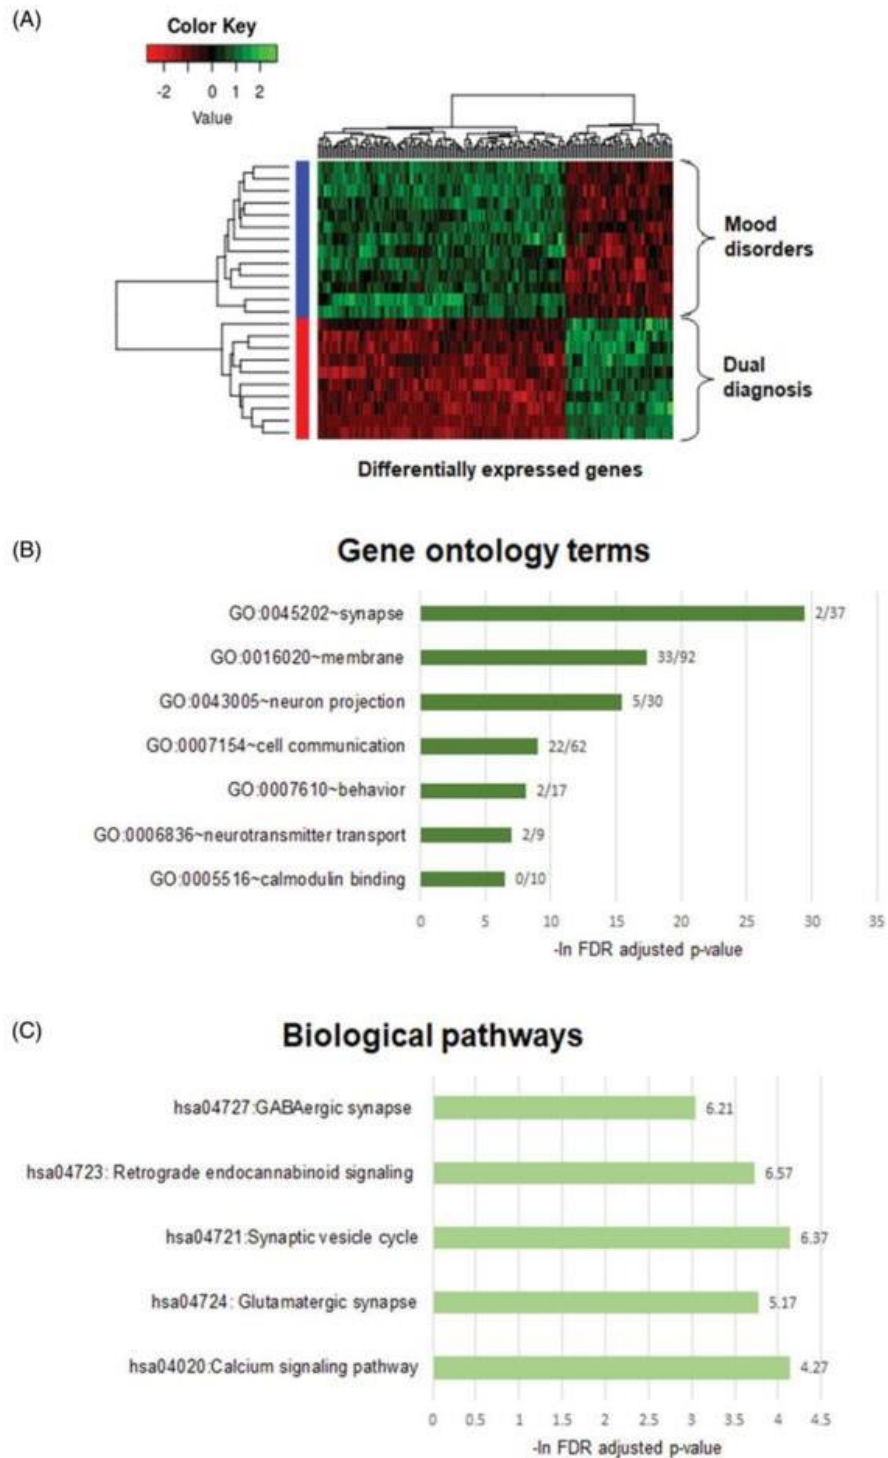 (A)
Color Key
-2 0 1 2
Value
Mood
disorders
Dual
diagnosis
Differentially expressed genes
(B)
Gene ontology terms
GO:0045202~synapse 2/37
GO:0016020~membrane 33/92
GO:0043005~neuron projection 5/30
GO:0007154~cell communication 22/62
GO:0007610~behavior 2/17
GO:0006836~neurotransmitter transport 2/9
GO:0005516~calmodulin binding 0/10
0 5 10 15 20 25 30 35
-ln FDR adjusted p-value
(C)
Biological pathways
hsa04727:GABAergic synapse 6.21
hsa04723: Retrograde endocannabinoid signaling 6.57
hsa04721:Synaptic vesicle cycle 6.37
hsa04724: Glutamatergic synapse 5.17
hsa04020:Calcium signaling pathway 4.27
0 0.5 1 1.5 2 2.5 3 3.5 4 4.5
-ln FDR adjusted p-value